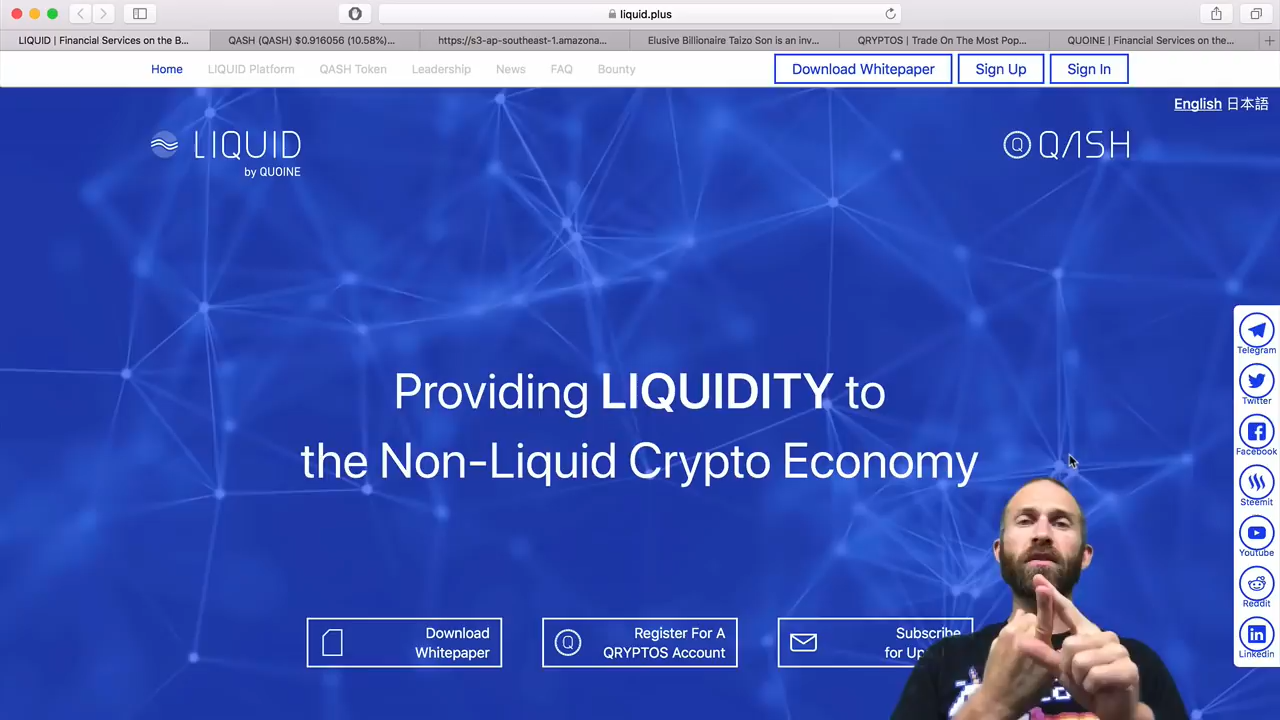 liquid.plus
LIQUID | Financial Services on the B...
QASH (QASH) $0.916056 (10.58%)...
https://s3-ap-southeast-1.amazona...
Elusive Billionaire Taizo Son is an inv...
QRYPTOS | Trade On The Most Pop...
QUOINE | Financial Services on the...
Home
LIQUID Platform
QASH Token
Leadership
News
FAQ
Bounty
Download Whitepaper
Sign Up
Sign In
English 日本語
LIQUID
by QUOINE
QASH
Providing LIQUIDITY to
the Non-Liquid Crypto Economy
Telegram
Twitter
Facebook
Steemit
Youtube
Reddit
Linkedin
Download
Whitepaper
Register For A
QRYPTOS Account
Subscribe
for Up